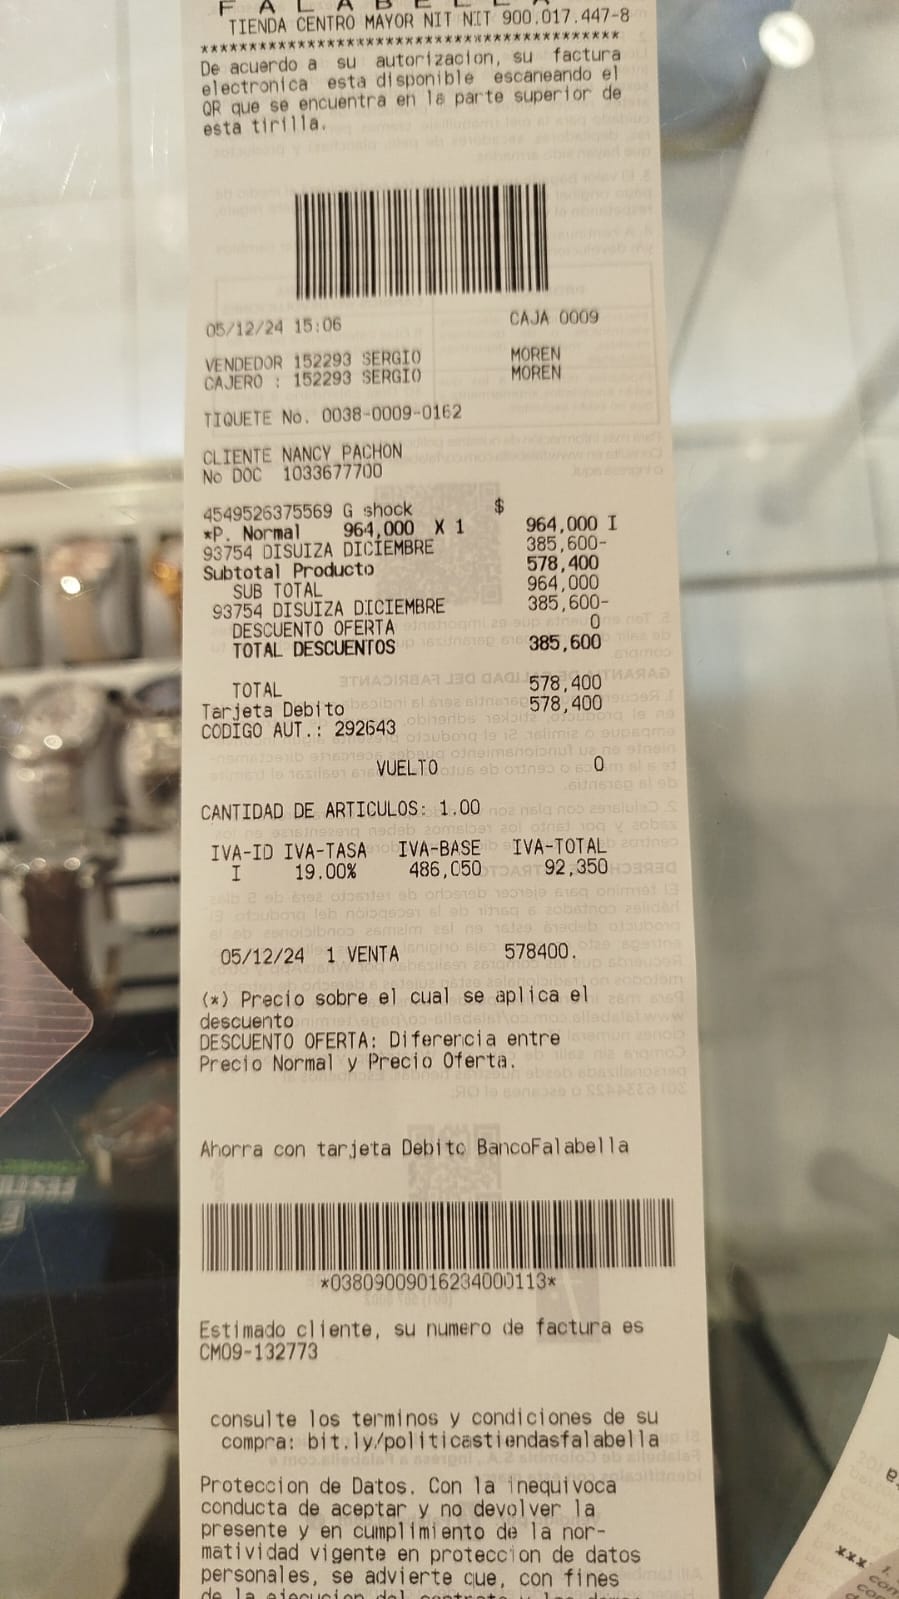 FALABELLA
TIENDA CENTRO MAYOR NIT NIT 900.017.447-8
******************************************
De acuerdo a su autorizacion, su factura
electronica esta disponible escaneando el
QR que se encuentra en la parte superior de
esta tirilla.
05/12/24 15:06 CAJA 0009
VENDEDOR 152293 SERGIO MOREN
CAJERO : 152293 SERGIO MOREN
TIQUETE No. 0038-0009-0162
CLIENTE NANCY PACHON
No DOC 1033677700
4549526375569 G shock $
*P. Normal 964,000 X 1 964,000 I
93754 DISUIZA DICIEMBRE 385,600-
Subtotal Producto 578,400
SUB TOTAL 964,000
93754 DISUIZA DICIEMBRE 385,600-
DESCUENTO OFERTA 0
TOTAL DESCUENTOS 385,600
TOTAL 578,400
Tarjeta Debito 578,400
CODIGO AUT.: 292643
VUELTO 0
CANTIDAD DE ARTICULOS: 1.00
IVA-ID IVA-TASA IVA-BASE IVA-TOTAL
I 19.00% 486,050 92,350
05/12/24 1 VENTA 578400.
(*) Precio sobre el cual se aplica el
descuento
DESCUENTO OFERTA: Diferencia entre
Precio Normal y Precio Oferta.
Ahorra con tarjeta Debito BancoFalabella
*03809009016234000113*
Estimado cliente, su numero de factura es
CM09-132773
consulte los terminos y condiciones de su
compra: bit.ly/politicastiendasfalabella
Proteccion de Datos. Con la inequivoca
conducta de aceptar y no devolver la
presente y en cumplimiento de la nor-
matividad vigente en proteccion de datos
personales, se advierte que, con fines